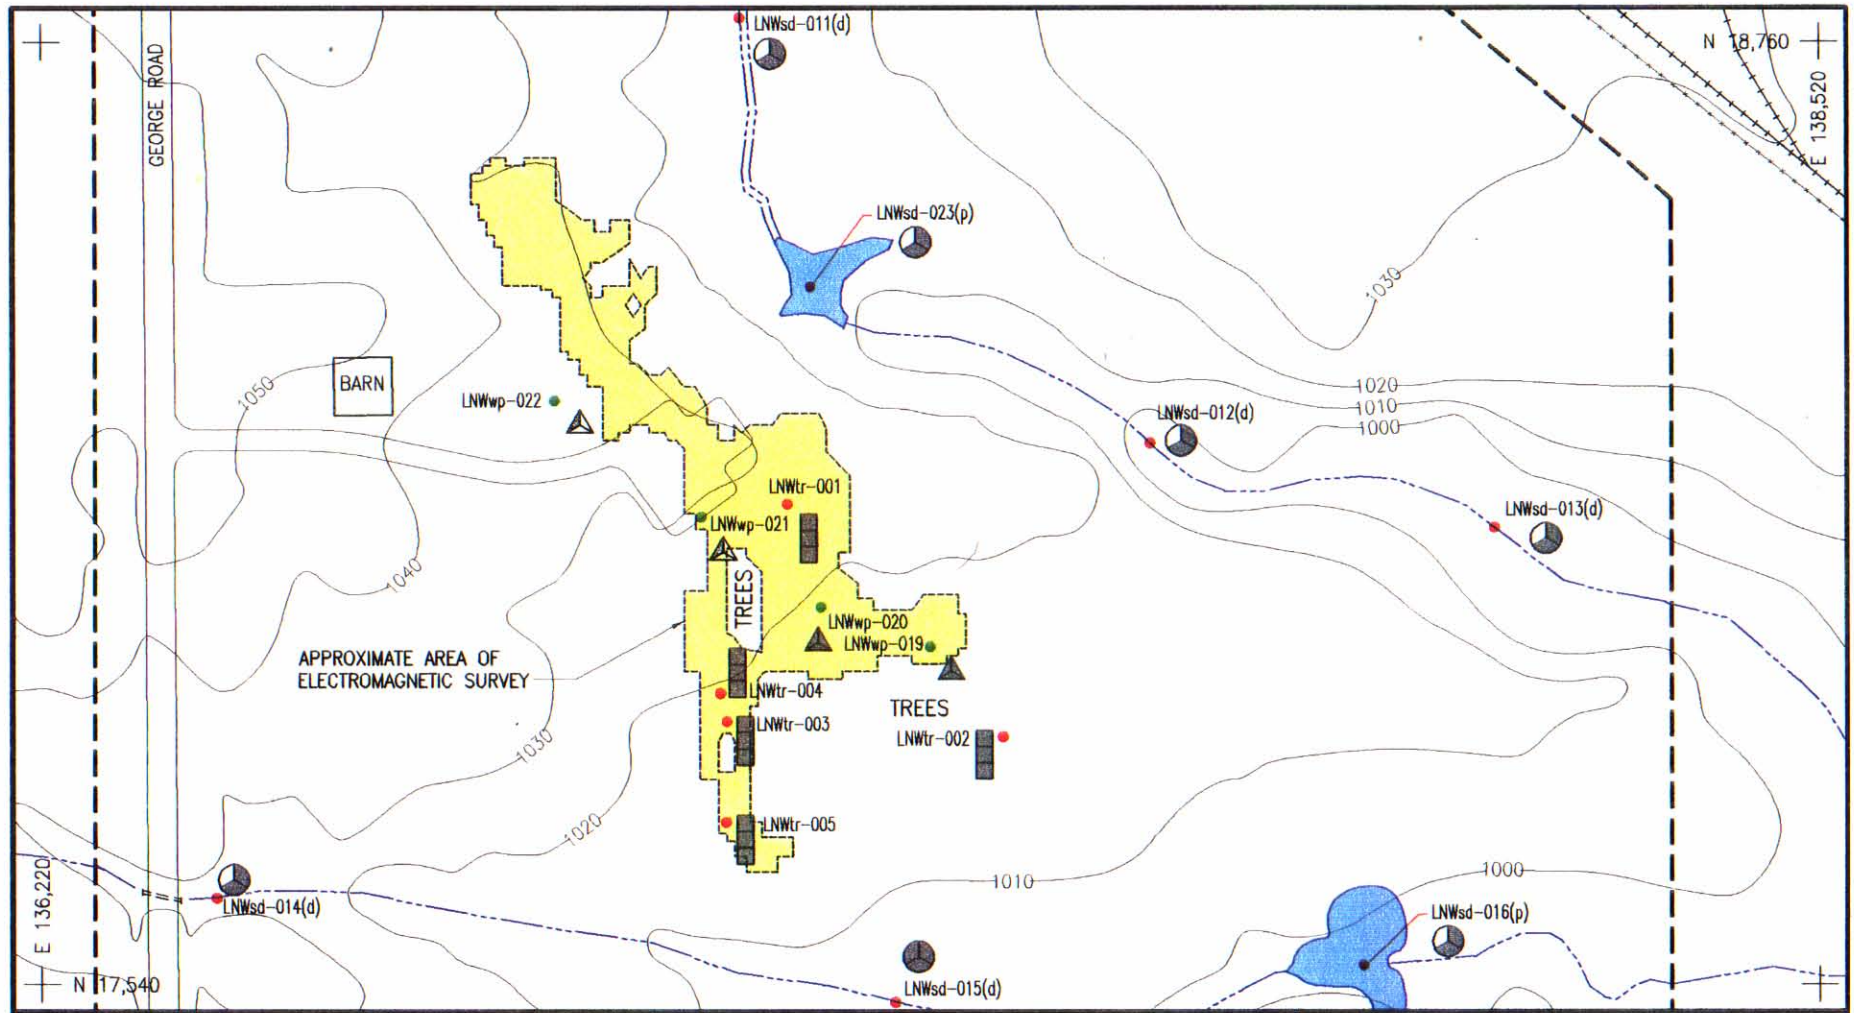 LNWsd-011(d)
N 18,760
E 138,520
GEORGE ROAD
LNWsd-023(p)
1030
1050
BARN
LNWwp-022
1020
1010
1000
LNWsd-012(d)
LNWtr-001
LNWwp-021
LNWsd-013(d)
1040
TREES
LNWwp-020
LNWwp-019
APPROXIMATE AREA OF
ELECTROMAGNETIC SURVEY
LNWtr-004
TREES
LNWtr-003
LNWtr-002
1030
1020
LNWtr-005
1010
1000
E 136,220
LNWsd-014(d)
LNWsd-016(p)
N 17,540
LNWsd-015(d)